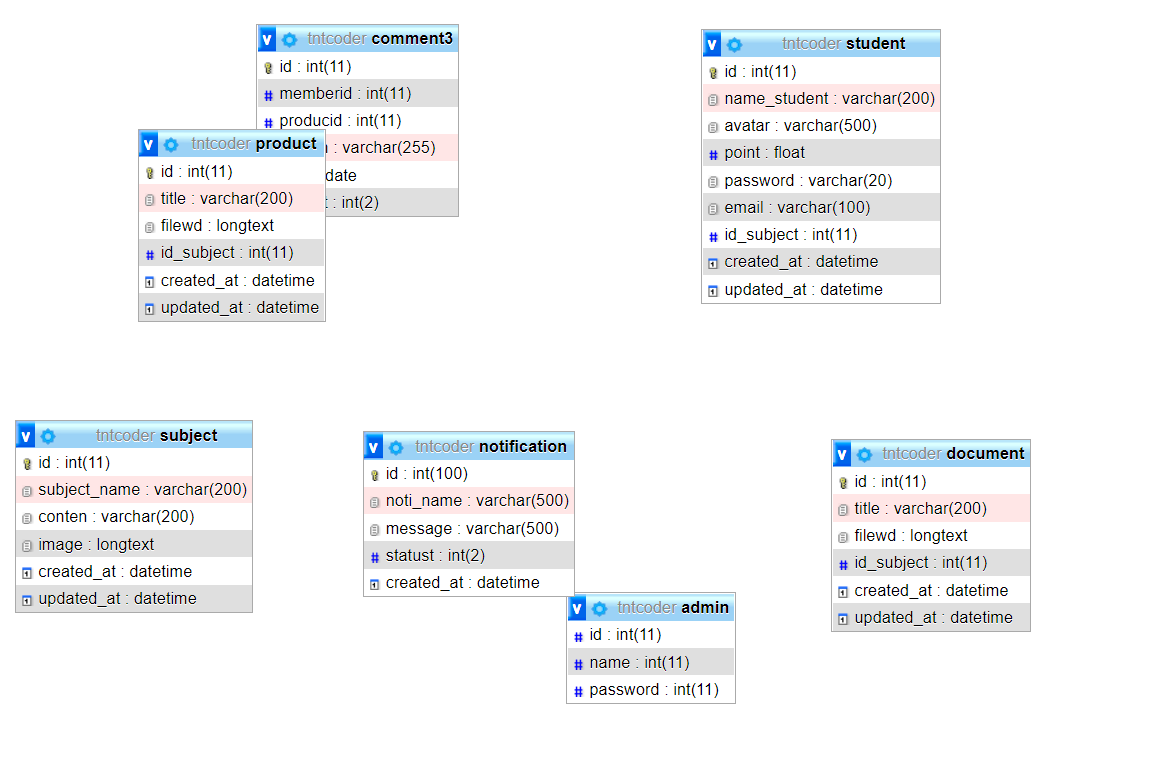 tntcoder comment3
id : int(11)
memberid : int(11)
producid : int(11)
: varchar(255)
date
: int(2)
tntcoder product
id : int(11)
title : varchar(200)
filewd : longtext
id_subject : int(11)
created_at : datetime
updated_at : datetime
tntcoder student
id : int(11)
name_student : varchar(200)
avatar : varchar(500)
point : float
password : varchar(20)
email : varchar(100)
id_subject : int(11)
created_at : datetime
updated_at : datetime
tntcoder subject
id : int(11)
subject_name : varchar(200)
conten : varchar(200)
image : longtext
created_at : datetime
updated_at : datetime
tntcoder notification
id : int(100)
noti_name : varchar(500)
message : varchar(500)
statust : int(2)
created_at : datetime
tntcoder admin
id : int(11)
name : int(11)
password : int(11)
tntcoder document
id : int(11)
title : varchar(200)
filewd : longtext
id_subject : int(11)
created_at : datetime
updated_at : datetime